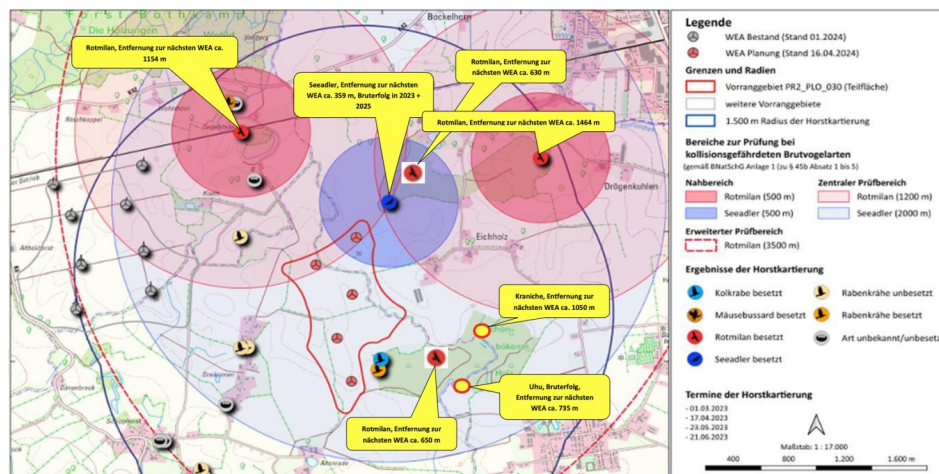 Forst Bothkamp
Bockelhorn
Rotmilan, Entfernung zur nächsten WEA ca.
1154 m
Seeadler, Entfernung zur nächsten
WEA ca. 359 m, Bruterfolg in 2023 +
2025
Rotmilan, Entfernung zur
nächsten WEA ca. 630 m
Rotmilan, Entfernung zur nächsten WEA ca. 1464 m
Drögenkuhlen
Eichholz
Kraniche, Entfernung zur
nächsten WEA ca. 1050 m
Uhu, Bruterfolg,
Entfernung zur nächsten
WEA ca. 735 m
Rotmilan, Entfernung zur
nächsten WEA ca. 650 m
Legende
WEA Bestand (Stand 01.2024)
WEA Planung (Stand 16.04.2024)
Grenzen und Radien
Vorranggebiet PR2_PLO_030 (Teilfläche)
weitere Vorranggebiete
1.500 m Radius der Horstkartierung
Bereiche zur Prüfung bei
kollisionsgefährdeten Brutvogelarten
(gemäß BNatSchG Anlage 1 (zu § 45b Absatz 1 bis 5)
Nahbereich Zentraler Prüfbereich
Rotmilan (500 m) Rotmilan (1200 m)
Seeadler (500 m) Seeadler (2000 m)
Erweiterter Prüfbereich
Rotmilan (3500 m)
Ergebnisse der Horstkartierung
Kolkrabe besetzt Rabenkrähe unbesetzt
Mäusebussard besetzt Rabenkrähe besetzt
Rotmilan besetzt Art unbekannt/unbesetz
Seeadler besetzt
Termine der Horstkartierung
- 01.03.2023
- 17.04.2023
- 23.05.2023
- 21.06.2023
Maßstab: 1 : 17.000
400 800 1.200 1.600 m